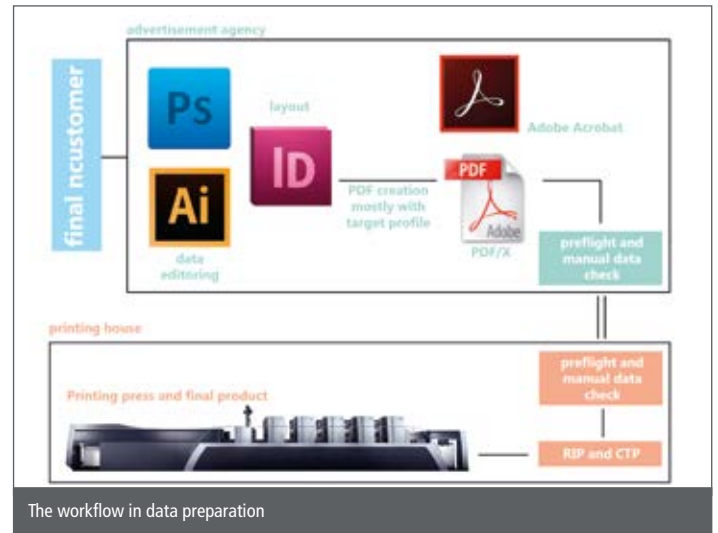 advertisement agency
final ncustomer
Ps
layout
ID
Ai
data
editoring
PDF creation
mostly with
target profile
Adobe Acrobat
PDF
Adobe
PDF/X
preflight and
manual data
check
printing house
Printing press and final product
preflight and
manual data
check
RIP and CTP
The workflow in data preparation